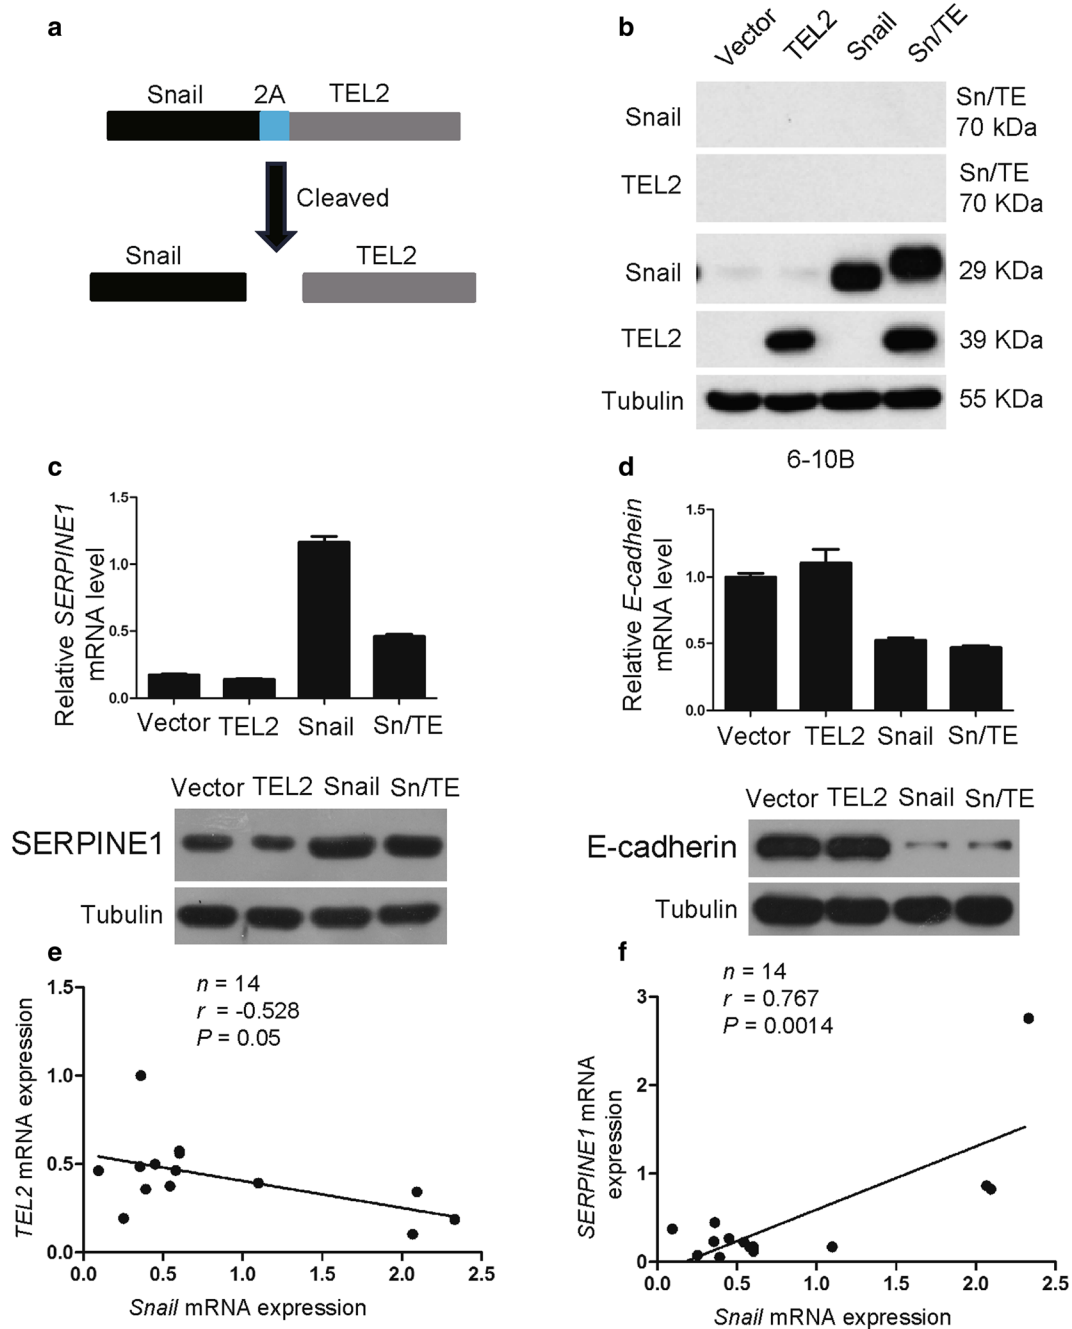 a
Snail 2A TEL2
Cleaved
Snail TEL2
b
Vector TEL2 Snail Sn/TE
Snail Sn/TE 70 kDa
TEL2 Sn/TE 70 KDa
Snail 29 KDa
TEL2 39 KDa
Tubulin 55 KDa
6-10B
c
Relative SERPINE1
mRNA level
1.5
1.0
0.5
0.0
Vector TEL2 Snail Sn/TE
Vector TEL2 Snail Sn/TE
SERPINE1
Tubulin
d
Relative E-cadhein
mRNA level
1.5
1.0
0.5
0.0
Vector TEL2 Snail Sn/TE
Vector TEL2 Snail Sn/TE
E-cadherin
Tubulin
e
n = 14
r = -0.528
P = 0.05
TEL2 mRNA expression
1.5
1.0
0.5
0.0
0.0 0.5 1.0 1.5 2.0 2.5
Snail mRNA expression
f
n = 14
r = 0.767
P = 0.0014
SERPINE1 mRNA
expression
3
2
1
0
0.0 0.5 1.0 1.5 2.0 2.5
Snail mRNA expression